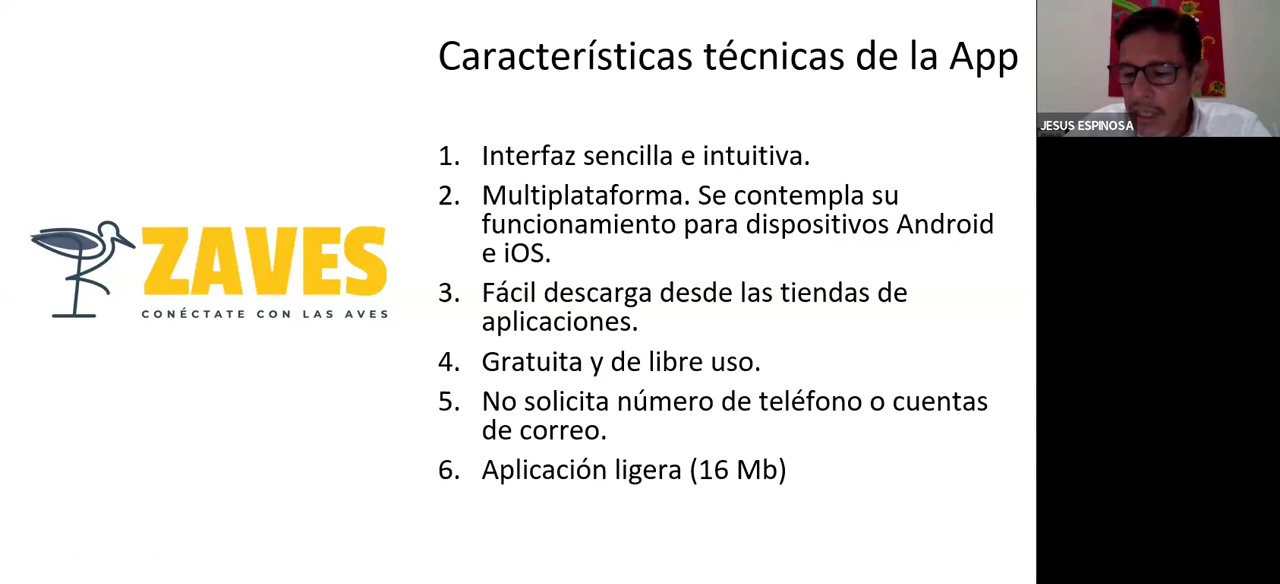 Características técnicas de la App
JESUS ESPINOSA
1. Interfaz sencilla e intuitiva.
2. Multiplataforma. Se contempla su
funcionamiento para dispositivos Android
e iOS.
3. Fácil descarga desde las tiendas de
aplicaciones.
4. Gratuita y de libre uso.
5. No solicita número de teléfono o cuentas
de correo.
6. Aplicación ligera (16 Mb)
ZAVES
CONÉCTATE CON LAS AVES